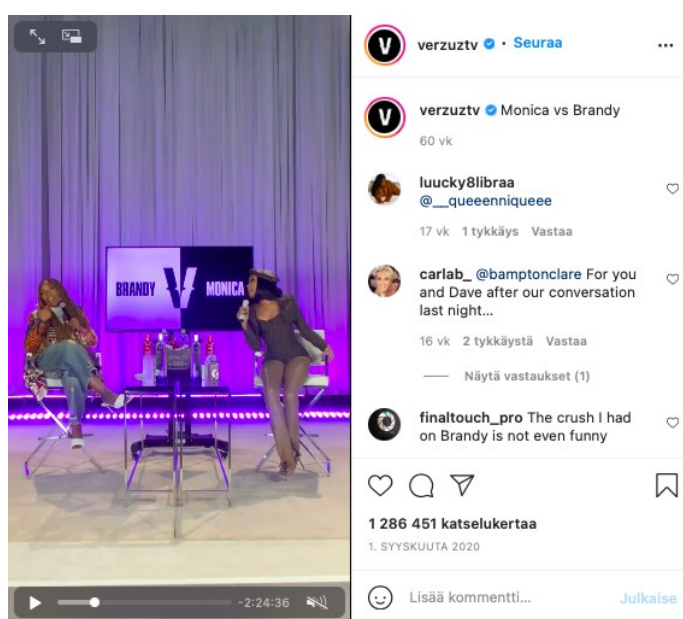 BRANDY
V
MONICA
-2:24:36
V
verzuztv • Seuraa
V
verzuztv Monica vs Brandy
60 vk
luucky8libraa
@__queeenniqueee
17 vk 1 tykkäys Vastaa
carlab_ @bamptonclare For you
and Dave after our conversation
last night...
16 vk 2 tykkäystä Vastaa
Näytä vastaukset (1)
finaltouch_pro The crush I had
on Brandy is not even funny
1 286 451 katselukertaa
1. SYYSKUUTA 2020
Lisää kommentti... Julkaise